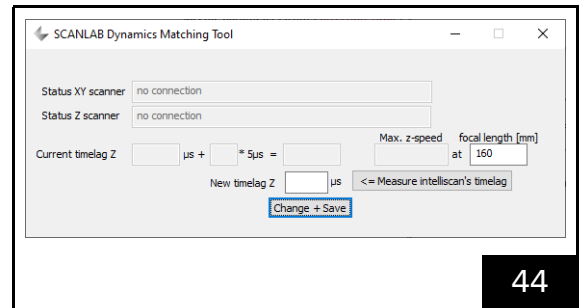 SCANLAB Dynamics Matching Tool
Status XY scanner no connection
Status Z scanner no connection
Max. z-speed focal length [mm]
Current timelag Z µs + * 5µs = at 160
New timelag Z µs <= Measure intelliscan's timelag
Change + Save
44